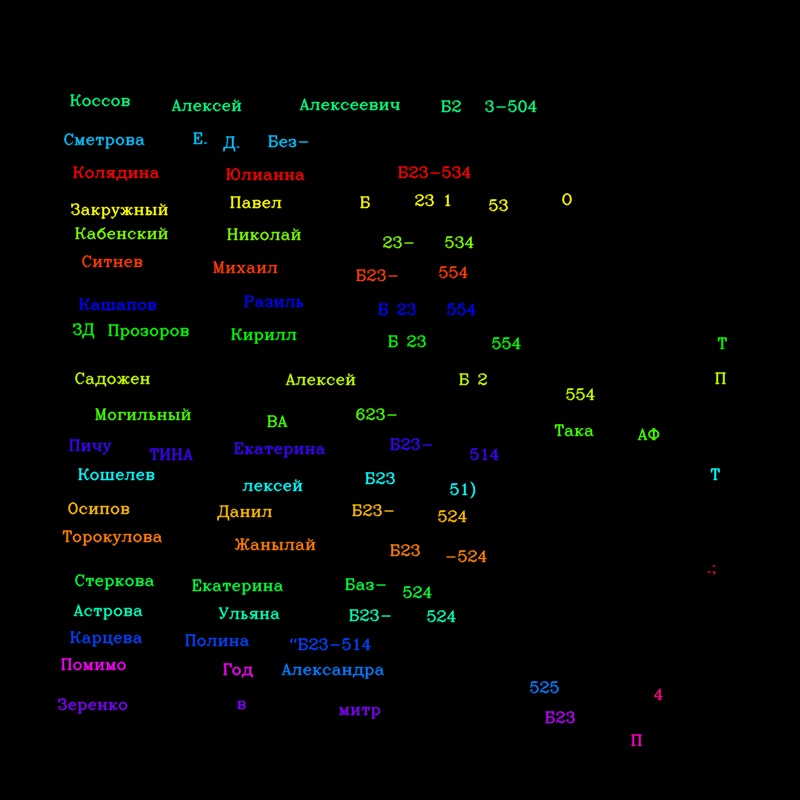 Коссов Алексей Алексеевич Б2 3-504
Сметрова Е. Д. Без-
Колядина Юлианна Б23-534
Закружный Павел Б 23 1 53 0
Кабенский Николай 23- 534
Ситнев Михаил Б23- 554
Кашапов Разиль Б 23 554
ЗД Прозоров Кирилл Б 23 554 Т
Садожен Алексей Б 2 554 П
Могильный ВА 623- Така АФ
Пичу ТИНА Екатерина Б23- 514
Кошелев лексей Б23 51) Т
Осипов Данил Б23- 524
Торокулова Жанылай Б23 -524
.;
Стеркова Екатерина Баз- 524
Астрова Ульяна Б23- 524
Карцева Полина “Б23-514
Помимо Год Александра 525 4
Зеренко в митр Б23
П